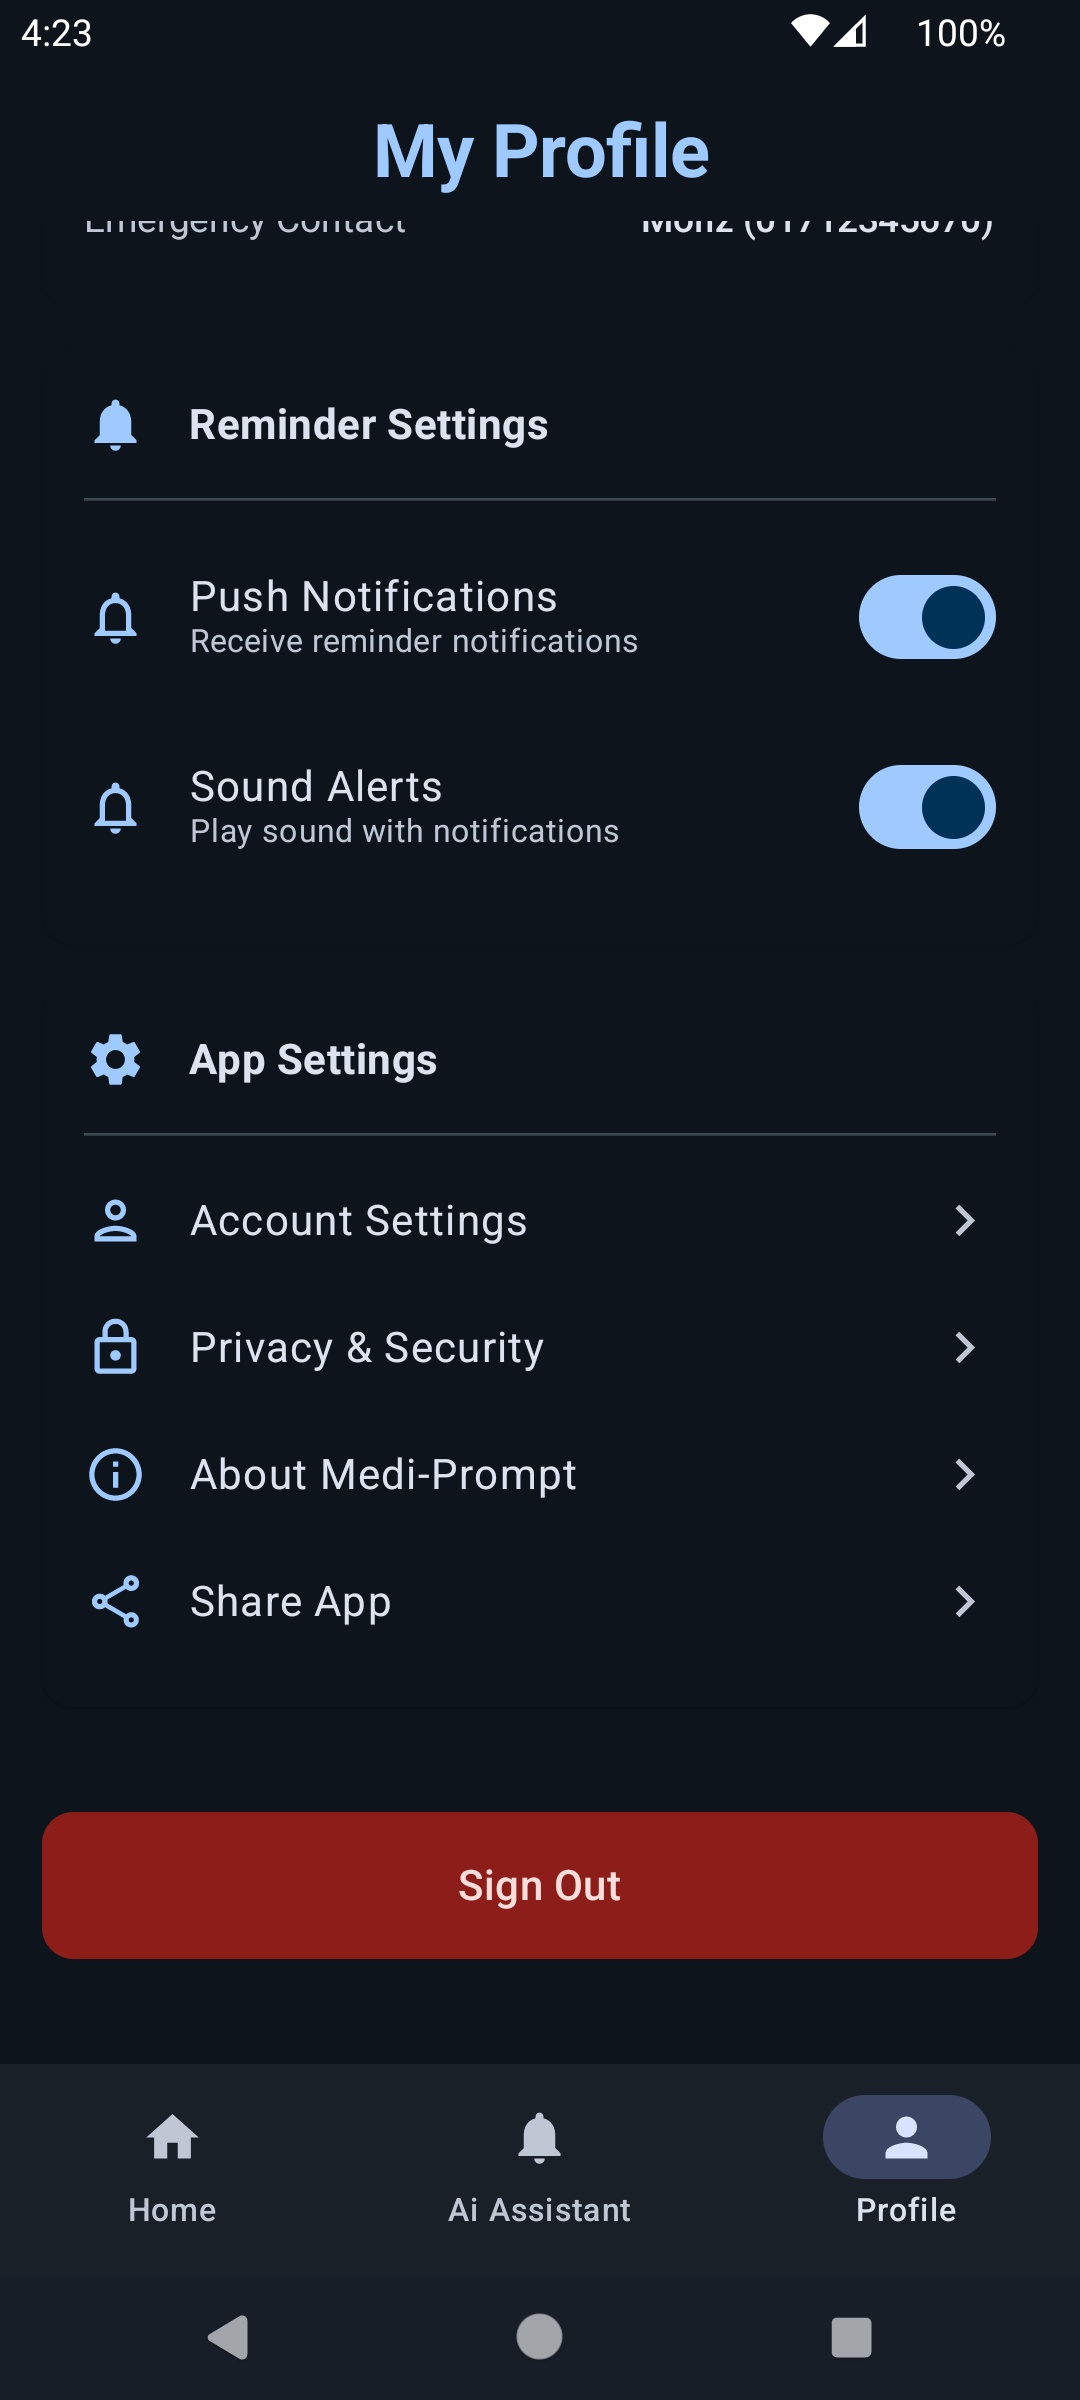 4:23
100%
My Profile
Emergency Contact
Reminder Settings
Push Notifications
Receive reminder notifications
Sound Alerts
Play sound with notifications
App Settings
Account Settings
Privacy & Security
About Medi-Prompt
Share App
Sign Out
Home
Ai Assistant
Profile